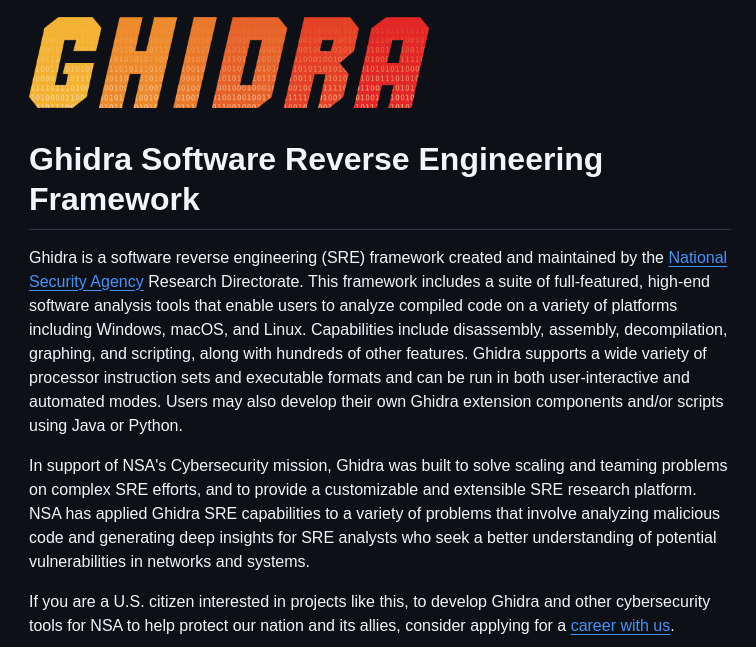 GHIDRA
Ghidra Software Reverse Engineering
Framework
Ghidra is a software reverse engineering (SRE) framework created and maintained by the National
Security Agency Research Directorate. This framework includes a suite of full-featured, high-end
software analysis tools that enable users to analyze compiled code on a variety of platforms
including Windows, macOS, and Linux. Capabilities include disassembly, assembly, decompilation,
graphing, and scripting, along with hundreds of other features. Ghidra supports a wide variety of
processor instruction sets and executable formats and can be run in both user-interactive and
automated modes. Users may also develop their own Ghidra extension components and/or scripts
using Java or Python.
In support of NSA's Cybersecurity mission, Ghidra was built to solve scaling and teaming problems
on complex SRE efforts, and to provide a customizable and extensible SRE research platform.
NSA has applied Ghidra SRE capabilities to a variety of problems that involve analyzing malicious
code and generating deep insights for SRE analysts who seek a better understanding of potential
vulnerabilities in networks and systems.
If you are a U.S. citizen interested in projects like this, to develop Ghidra and other cybersecurity
tools for NSA to help protect our nation and its allies, consider applying for a career with us.